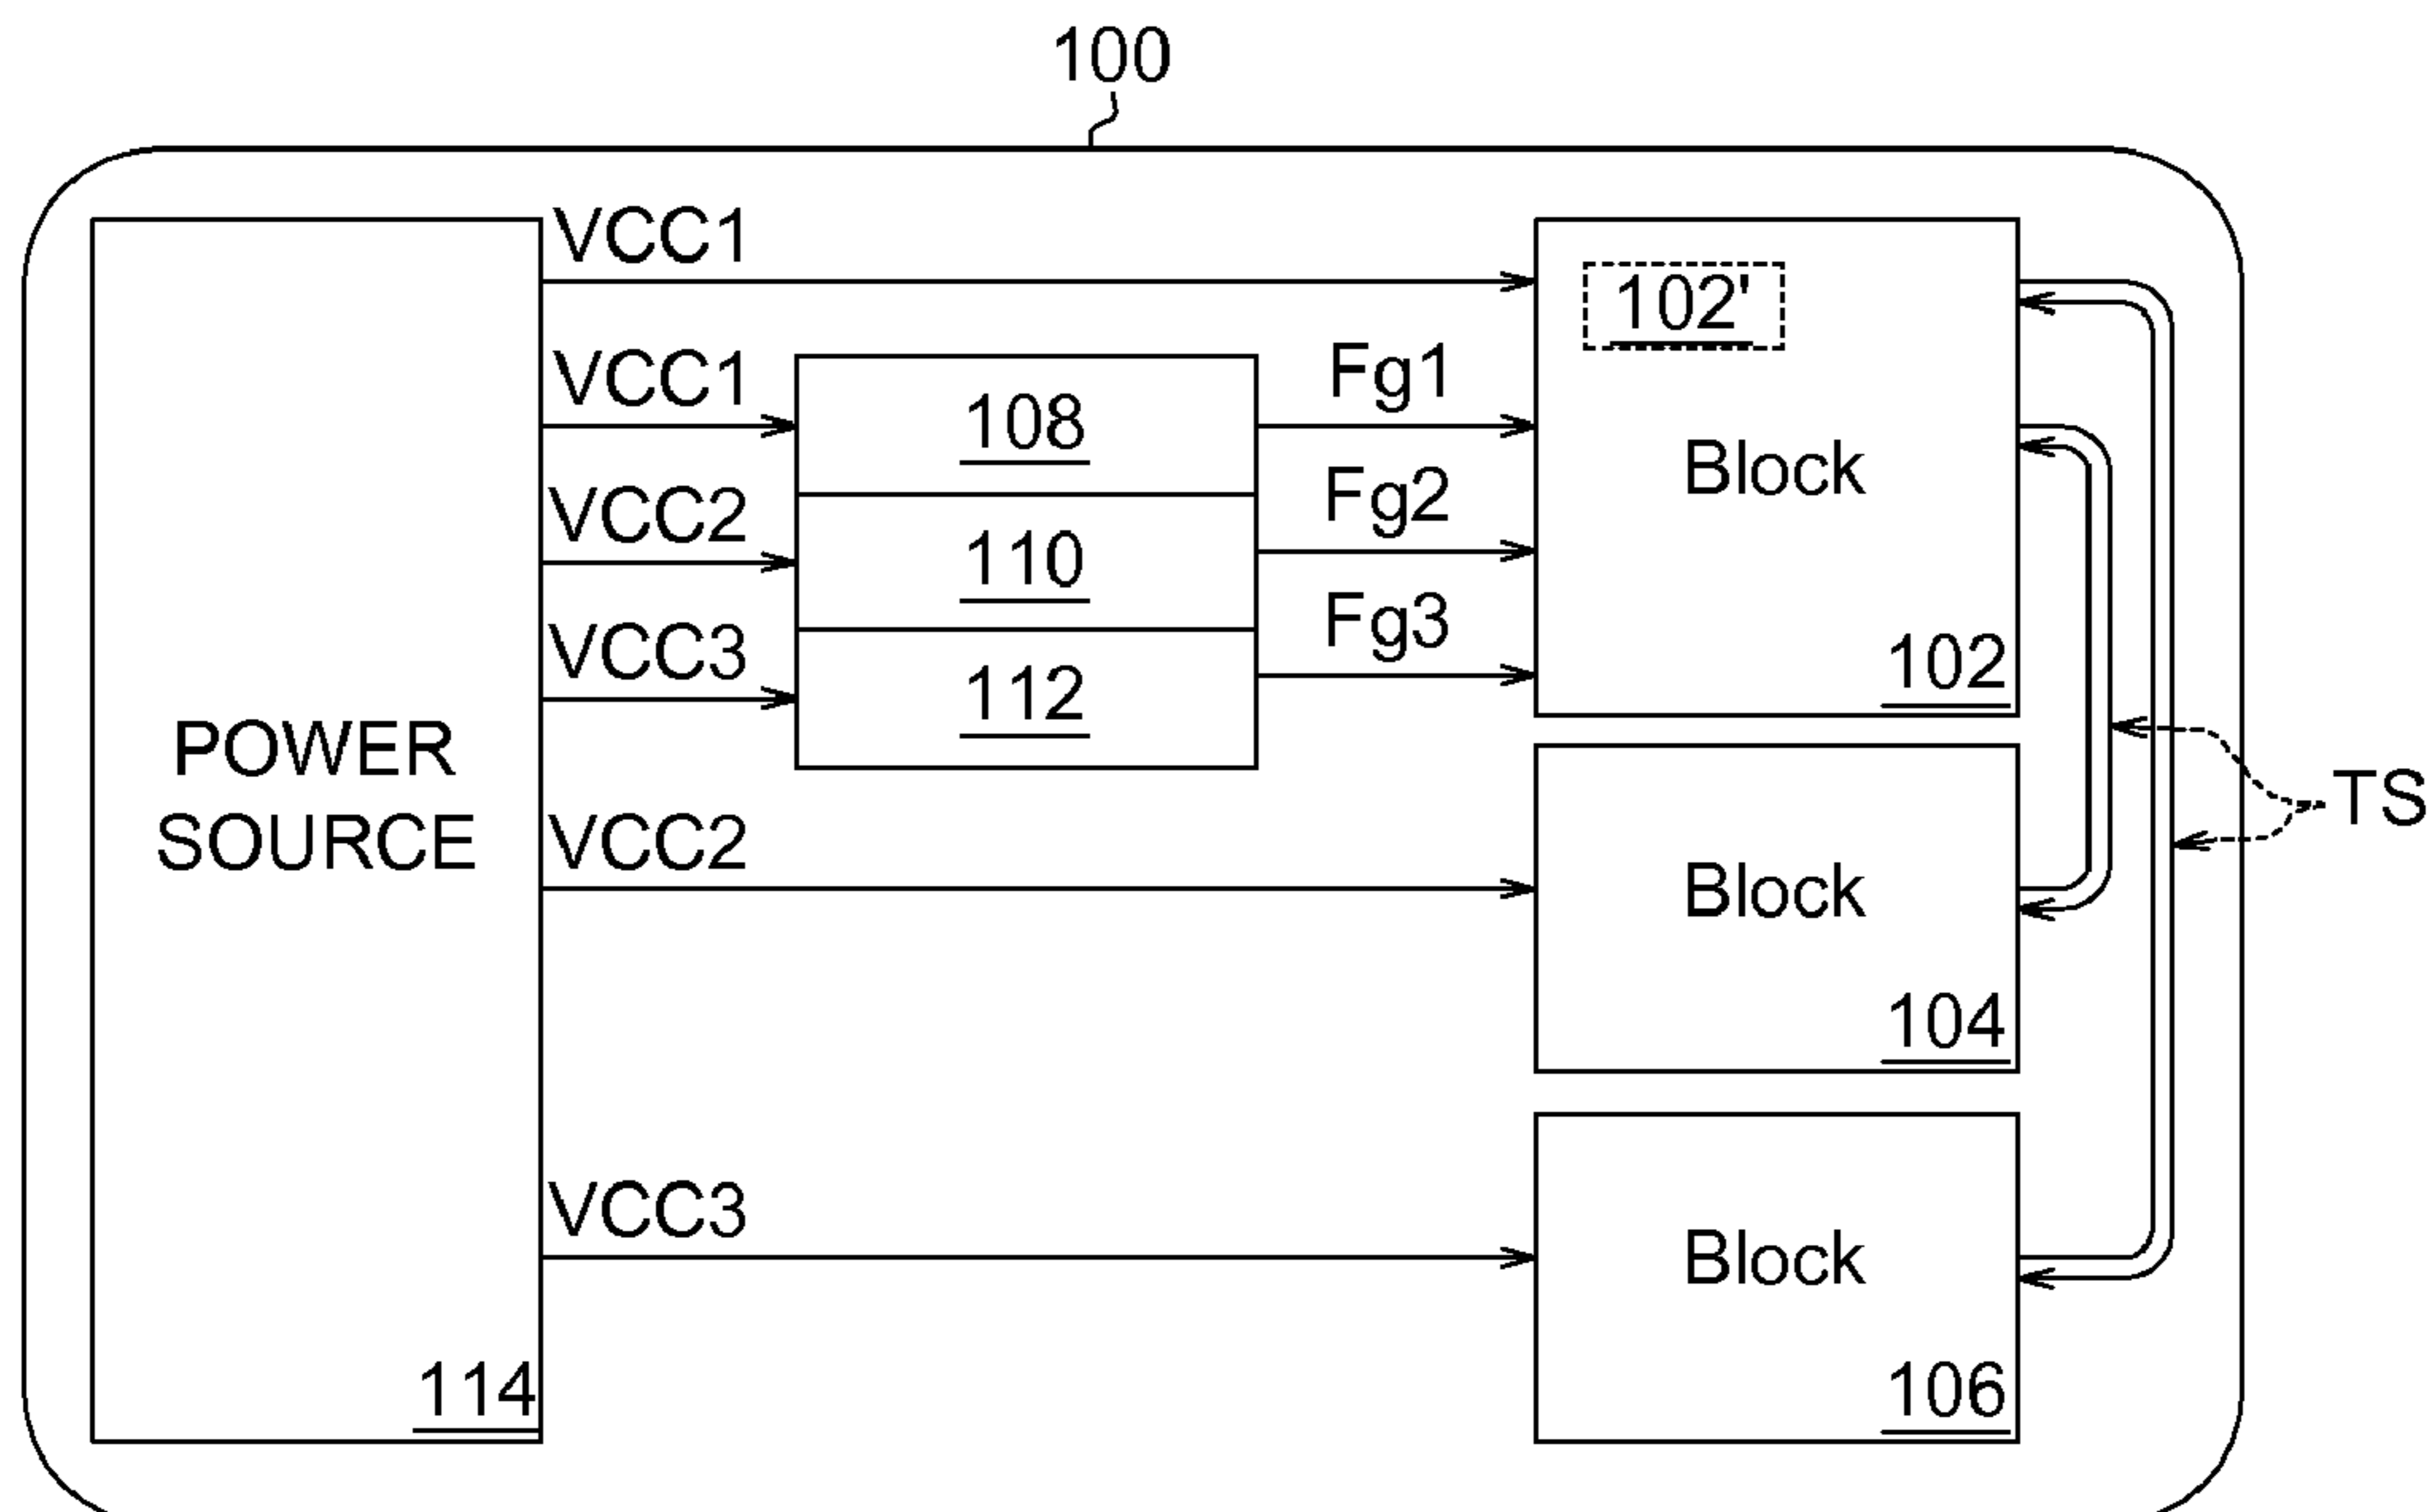 100
VCC1
102'
VCC1
108
Fg1
Block
VCC2
110
Fg2
VCC3
112
Fg3
102
POWER
SOURCE
TS
VCC2
Block
104
VCC3
Block
114
106